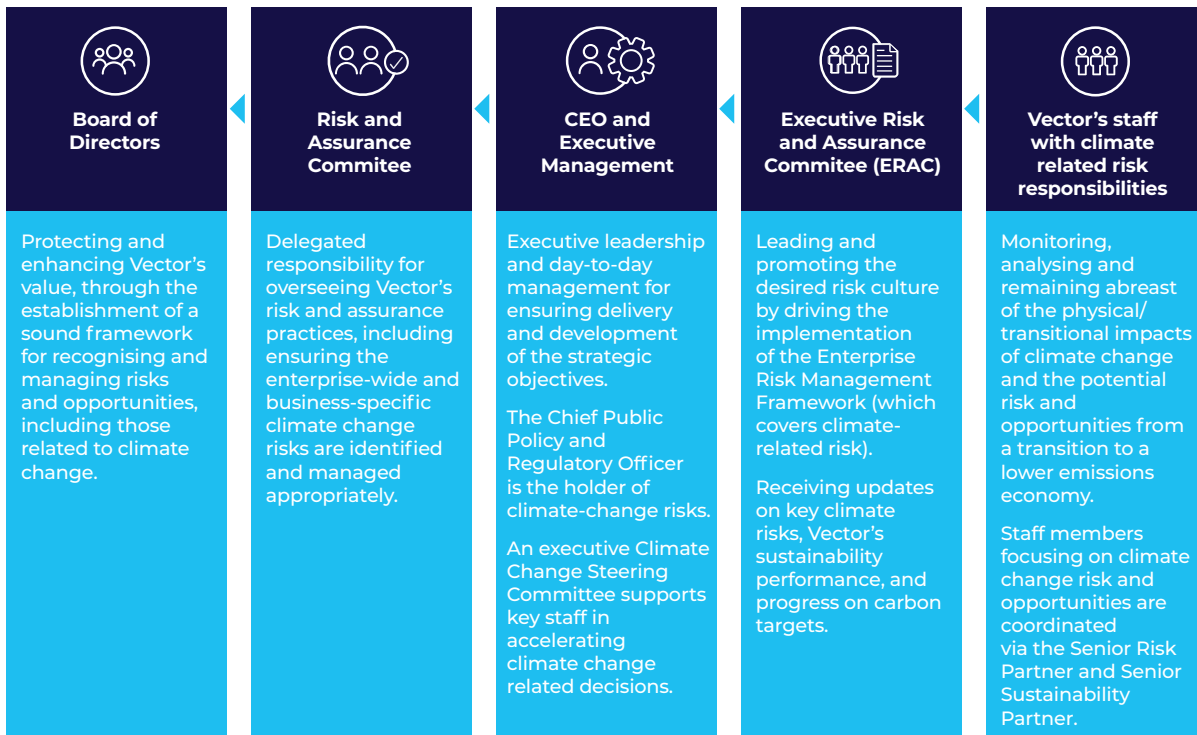 Board of
Directors
Protecting and
enhancing Vector's
value, through the
establishment of a
sound framework
for recognising and
managing risks
and opportunities,
including those
related to climate
change.
Risk and
Assurance
Commitee
Delegated
responsibility for
overseeing Vector's
risk and assurance
practices, including
ensuring the
enterprise-wide and
business-specific
climate change
risks are identified
and managed
appropriately.
CEO and
Executive
Management
Executive leadership
and day-to-day
management for
ensuring delivery
and development
of the strategic
objectives.
The Chief Public
Policy and
Regulatory Officer
is the holder of
climate-change risks.
An executive Climate
Change Steering
Committee supports
key staff in
accelerating
climate change
related decisions.
Executive Risk
and Assurance
Commitee (ERAC)
Leading and
promoting the
desired risk culture
by driving the
implementation
of the Enterprise
Risk Management
Framework (which
covers climate-
related risk).
Receiving updates
on key climate
risks, Vector's
sustainability
performance, and
progress on carbon
targets.
Vector's staff
with climate
related risk
responsibilities
Monitoring,
analysing and
remaining abreast
of the physical/
transitional impacts
of climate change
and the potential
risk and
opportunities from
a transition to a
lower emissions
economy.
Staff members
focusing on climate
change risk and
opportunities are
coordinated
via the Senior Risk
Partner and Senior
Sustainability
Partner.